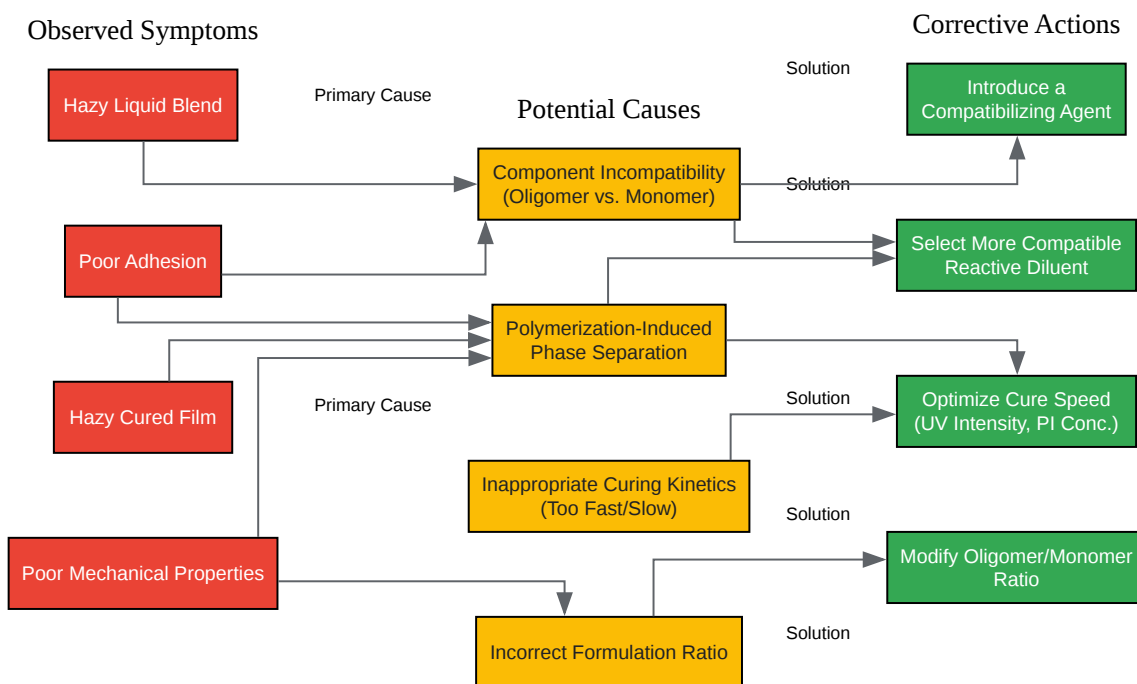 Observed Symptoms
Corrective Actions
Hazy Liquid Blend
Primary Cause
Solution
Introduce a
Compatibilizing Agent
Potential Causes
Component Incompatibility
(Oligomer vs. Monomer)
Solution
Poor Adhesion
Select More Compatible
Reactive Diluent
Polymerization-Induced
Phase Separation
Hazy Cured Film
Primary Cause
Solution
Optimize Cure Speed
(UV Intensity, PI Conc.)
Inappropriate Curing Kinetics
(Too Fast/Slow)
Solution
Poor Mechanical Properties
Modify Oligomer/Monomer
Ratio
Incorrect Formulation Ratio
Solution